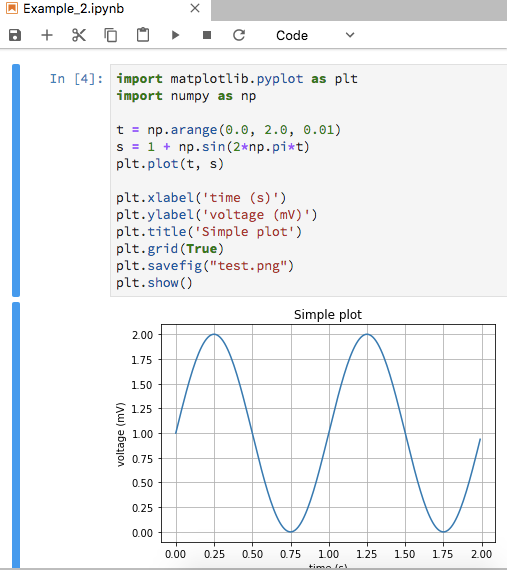 Example_2.ipynb
Code
In [4]:
import matplotlib.pyplot as plt
import numpy as np
t = np.arange(0.0, 2.0, 0.01)
s = 1 + np.sin(2*np.pi*t)
plt.plot(t, s)
plt.xlabel('time (s)')
plt.ylabel('voltage (mV)')
plt.title('Simple plot')
plt.grid(True)
plt.savefig("test.png")
plt.show()
Simple plot
2.00
1.75
1.50
1.25
1.00
0.75
0.50
0.25
0.00
voltage (mV)
0.00 0.25 0.50 0.75 1.00 1.25 1.50 1.75 2.00
time (s)